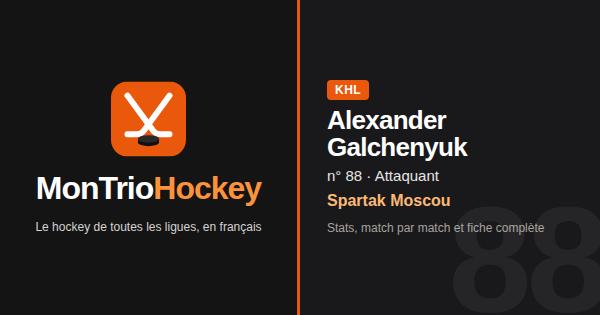 MonTrioHockey
Le hockey de toutes les ligues, en français
KHL
Alexander
Galchenyuk
n° 88 · Attaquant
Spartak Moscou
Stats, match par match et fiche complète
88